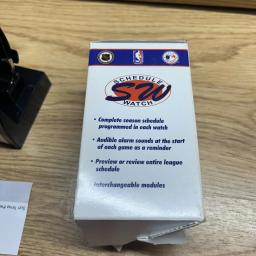 SCHEDULE
SW
WATCH
• Complete season schedule
programmed in each watch
• Audible alarm sounds at the start
of each game as a reminder
• Preview or review entire league
schedule
Interchangeable modules